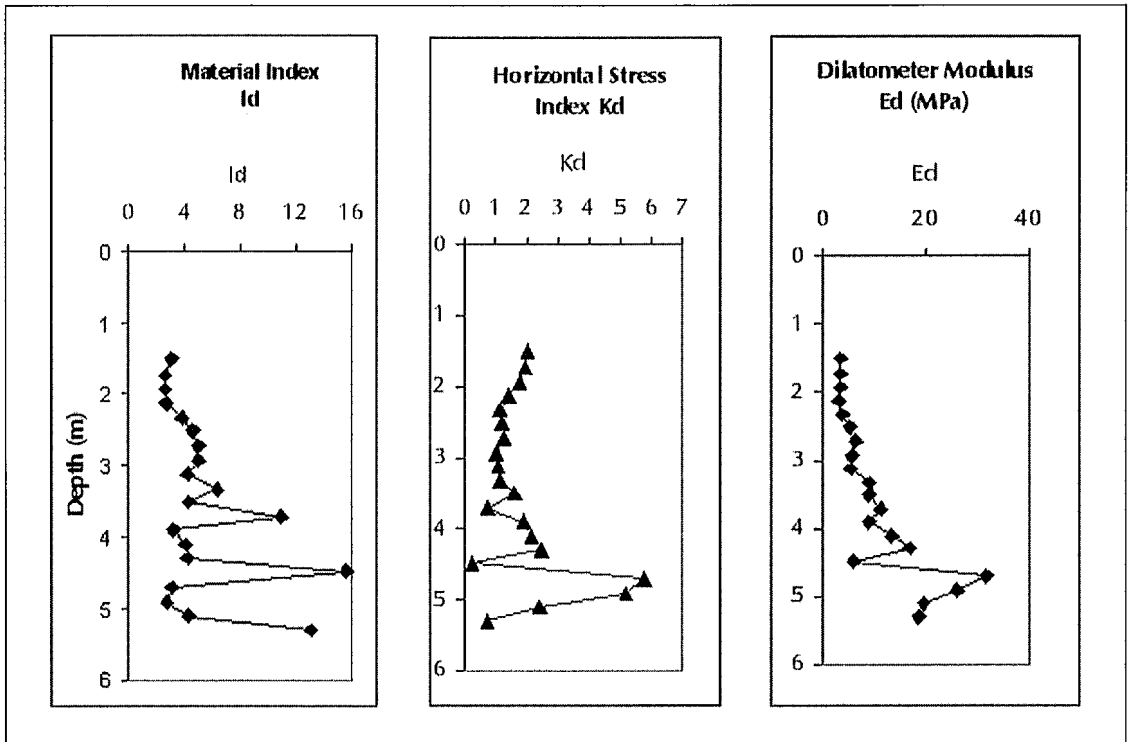 Material Index
Id
Id
0 4 8 12 16
0
1
2
3
4
5
6
Depth (m)
Horizontal Stress
Index Kd
Kd
0 1 2 3 4 5 6 7
0
1
2
3
4
5
6
Dilatometer Modulus
Ed (MPa)
Ed
0 20 40
0
1
2
3
4
5
6